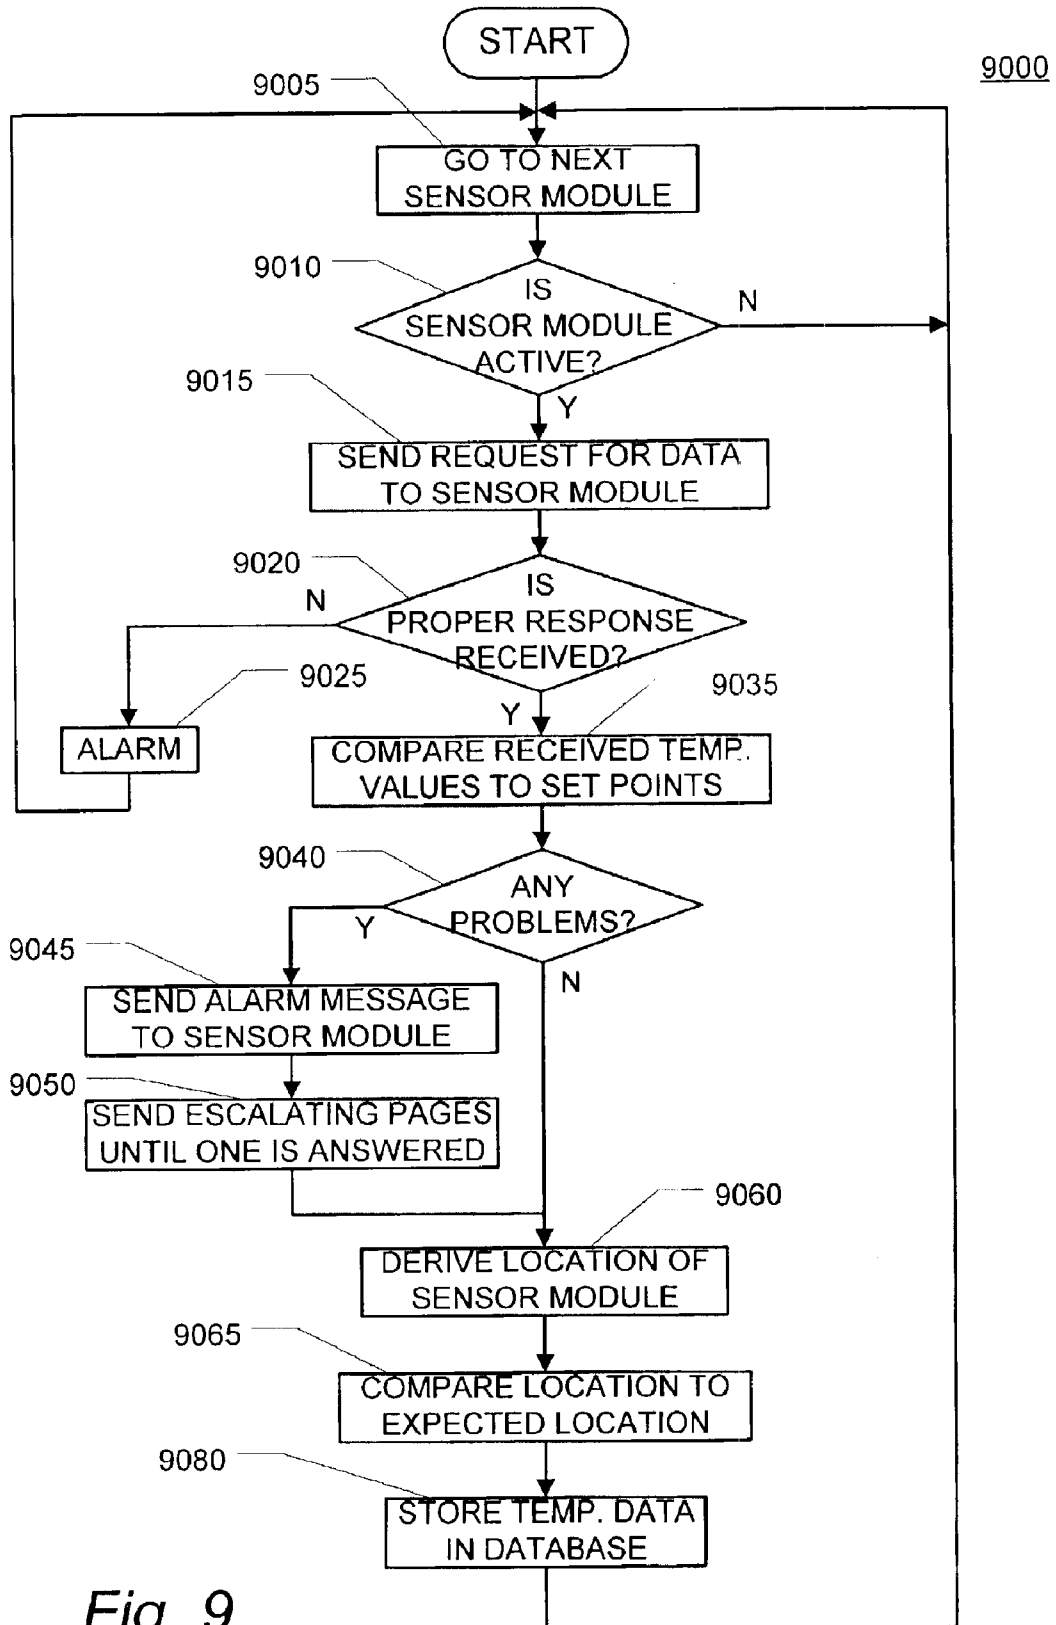 START
9000
9005
GO TO NEXT
SENSOR MODULE
9010
IS
SENSOR MODULE
ACTIVE?
N
9015
Y
SEND REQUEST FOR DATA
TO SENSOR MODULE
9020
IS
PROPER RESPONSE
RECEIVED?
N
9025
9035
Y
ALARM
COMPARE RECEIVED TEMP.
VALUES TO SET POINTS
9040
ANY
PROBLEMS?
Y
9045
N
SEND ALARM MESSAGE
TO SENSOR MODULE
9050
SEND ESCALATING PAGES
UNTIL ONE IS ANSWERED
9060
DERIVE LOCATION OF
SENSOR MODULE
9065
COMPARE LOCATION TO
EXPECTED LOCATION
9080
STORE TEMP. DATA
IN DATABASE
Fig. 9